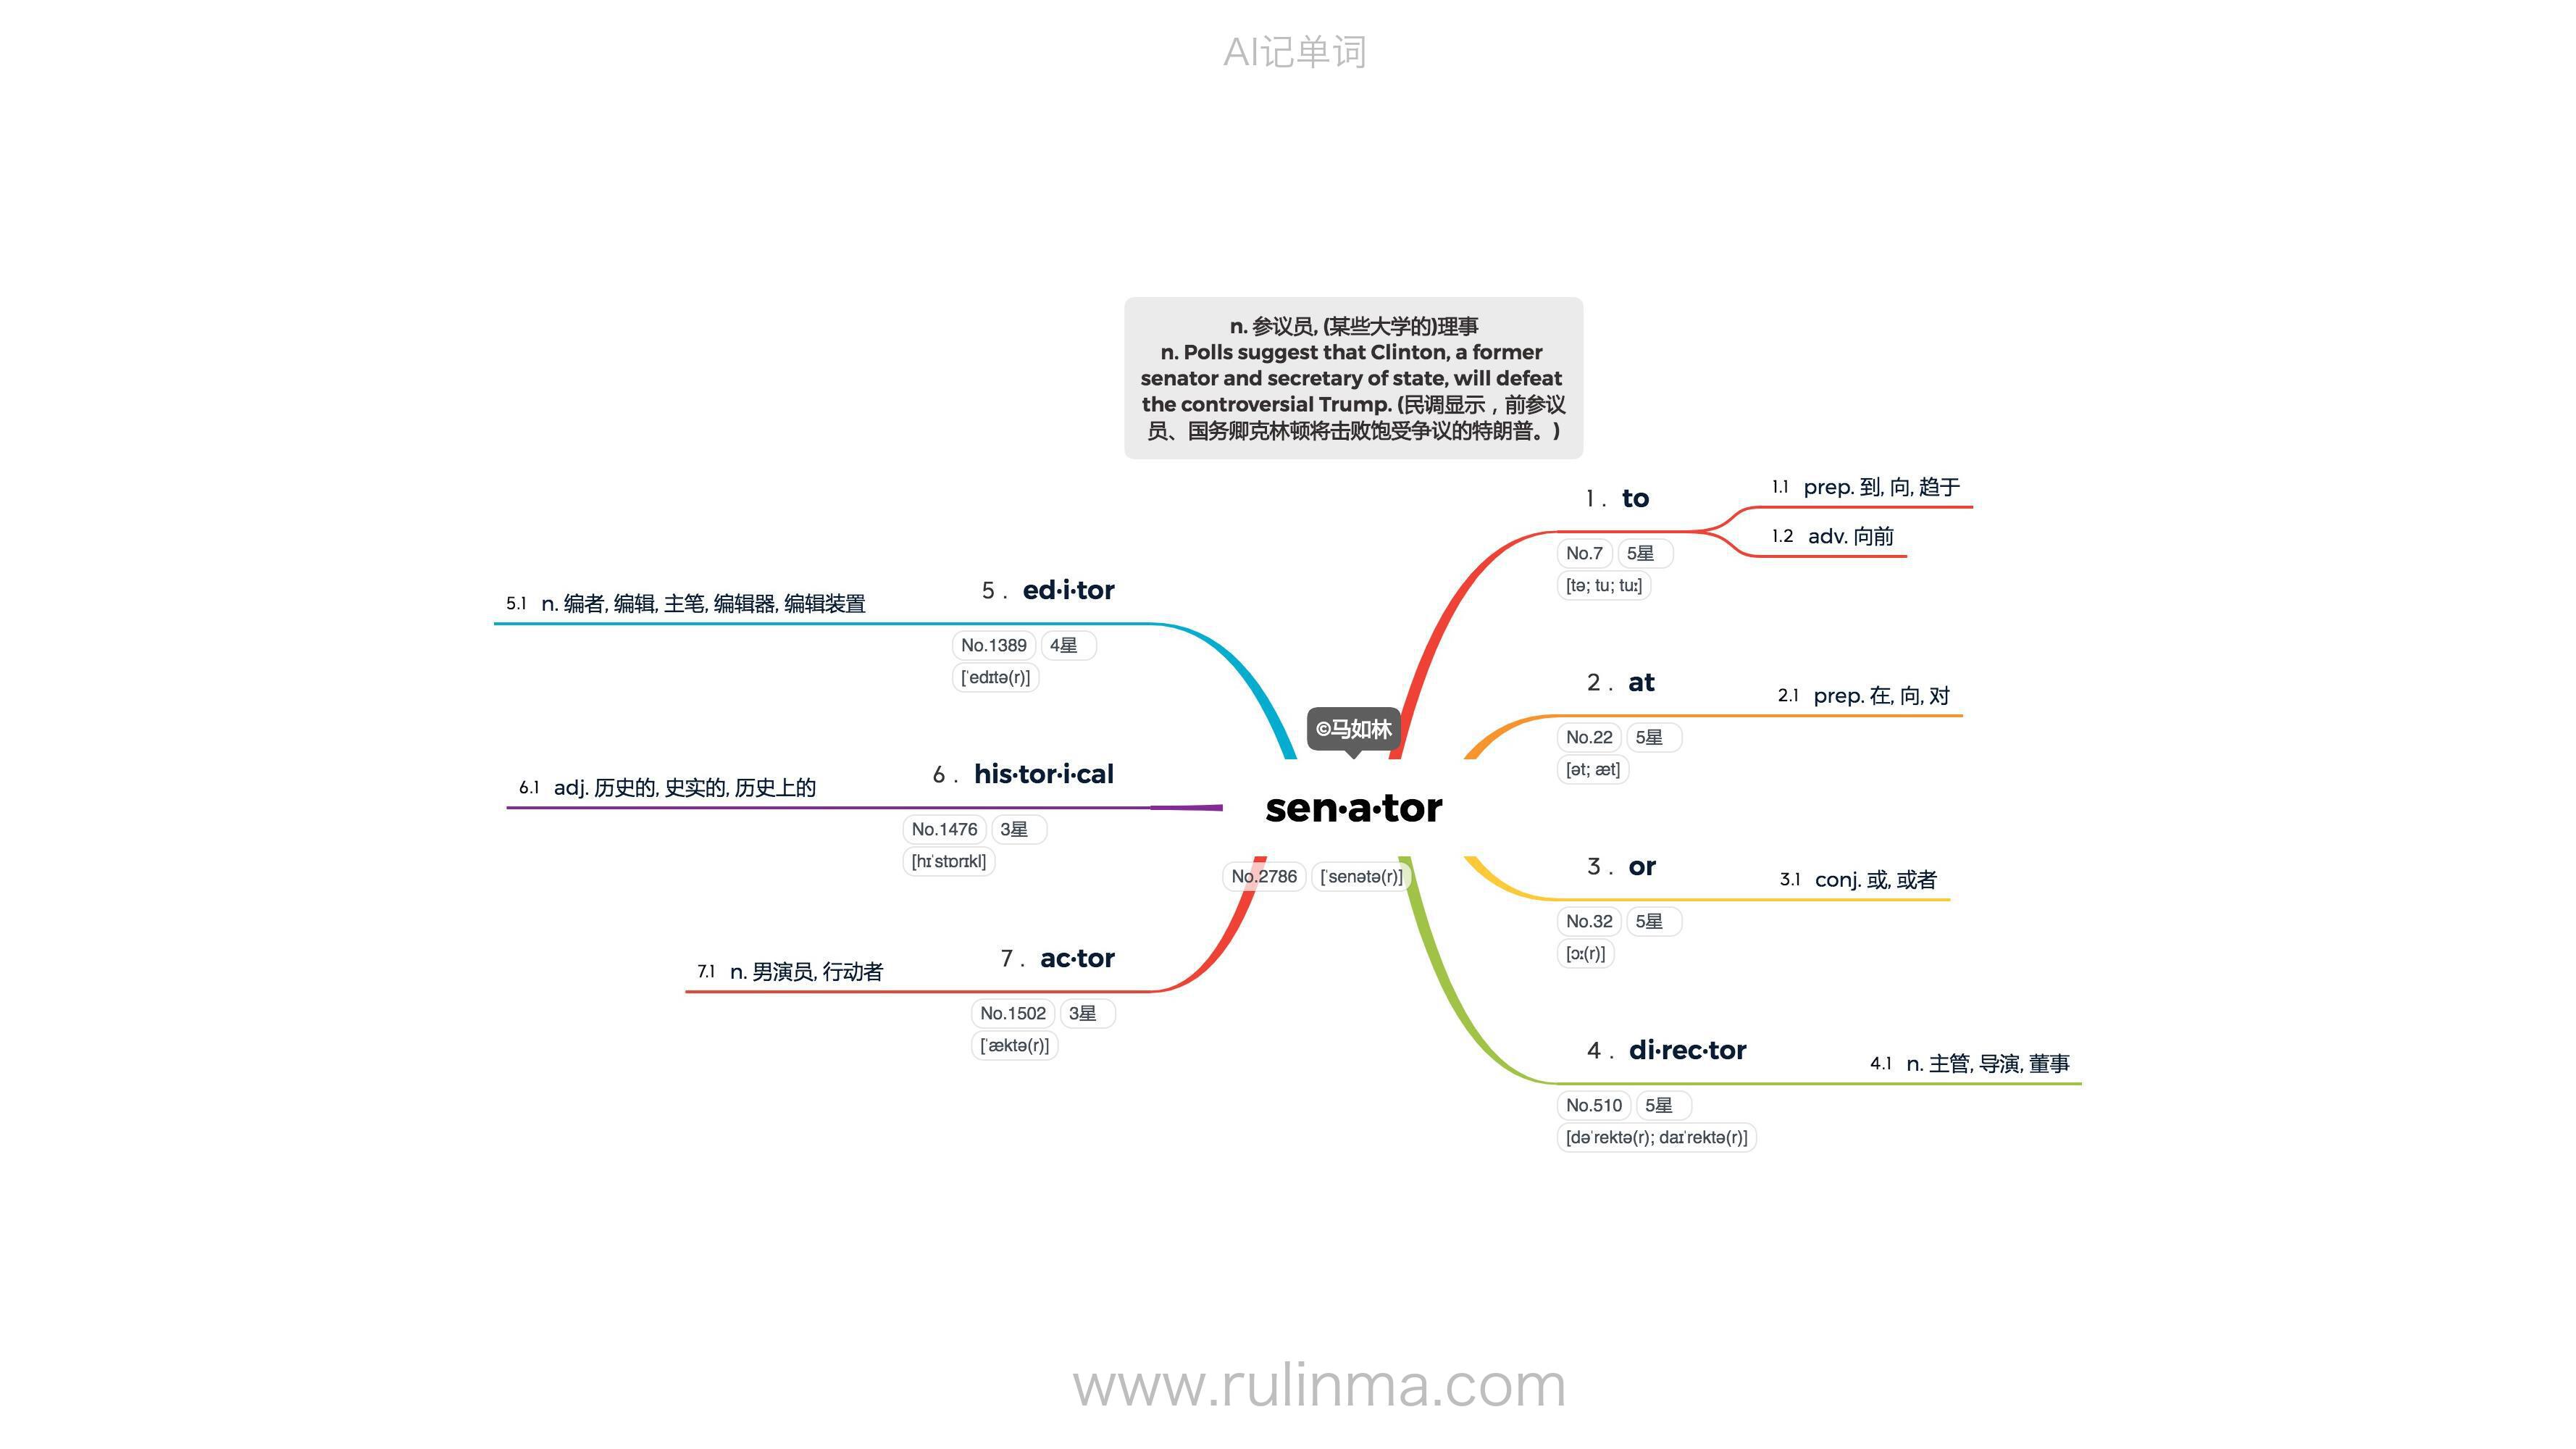 AI记单词
n. 参议员, (某些大学的)理事
n. Polls suggest that Clinton, a former
senator and secretary of state, will defeat
the controversial Trump. (民调显示，前参议
员、国务卿克林顿将击败饱受争议的特朗普。)
©马如林
sen·a·tor
No.2786 [ˈsenətə(r)]
1 . to
No.7 5星
[tə; tu; tuː]
1.1 prep. 到, 向, 趋于
1.2 adv. 向前
2 . at
No.22 5星
[ət; æt]
2.1 prep. 在, 向, 对
3 . or
No.32 5星
[ɔː(r)]
3.1 conj. 或, 或者
4 . di·rec·tor
No.510 5星
[dəˈrektə(r); daɪˈrektə(r)]
4.1 n. 主管, 导演, 董事
5 . ed·i·tor
No.1389 4星
[ˈedɪtə(r)]
5.1 n. 编者, 编辑, 主笔, 编辑器, 编辑装置
6 . his·tor·i·cal
No.1476 3星
[hɪˈstɒrɪkl]
6.1 adj. 历史的, 史实的, 历史上的
7 . ac·tor
No.1502 3星
[ˈæktə(r)]
7.1 n. 男演员, 行动者
www.rulinma.com